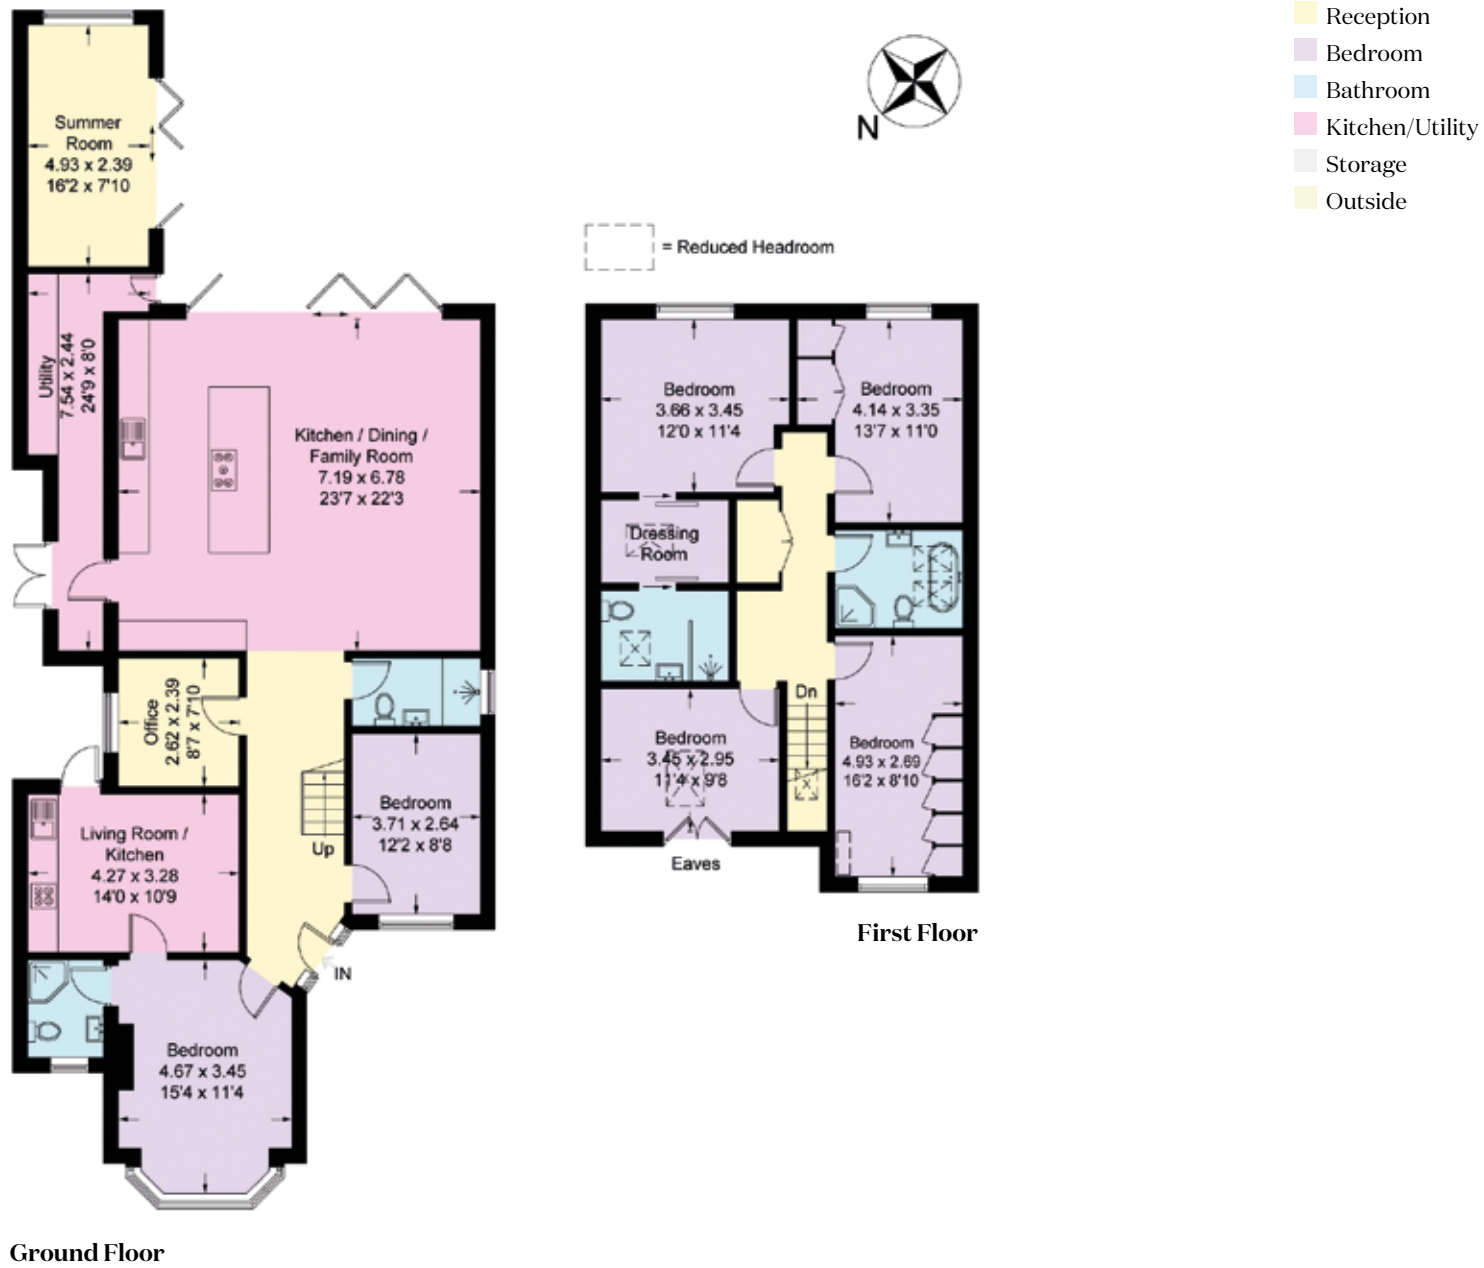 Reception
Bedroom
Bathroom
Kitchen/Utility
Storage
Outside
N
= Reduced Headroom
Summer
Room
4.93 x 2.39
16'2 x 7'10
Utility
7.54 x 2.44
24'9 x 8'0
Kitchen / Dining /
Family Room
7.19 x 6.78
23'7 x 22'3
Office
2.62 x 2.39
8'7 x 7'10
Living Room /
Kitchen
4.27 x 3.28
14'0 x 10'9
Up
Bedroom
3.71 x 2.64
12'2 x 8'8
IN
Bedroom
4.67 x 3.45
15'4 x 11'4
Ground Floor
Bedroom
3.66 x 3.45
12'0 x 11'4
Bedroom
4.14 x 3.35
13'7 x 11'0
Dressing
Room
Dn
Bedroom
3.45 x 2.95
11'4 x 9'8
Bedroom
4.93 x 2.69
16'2 x 8'10
Eaves
First Floor